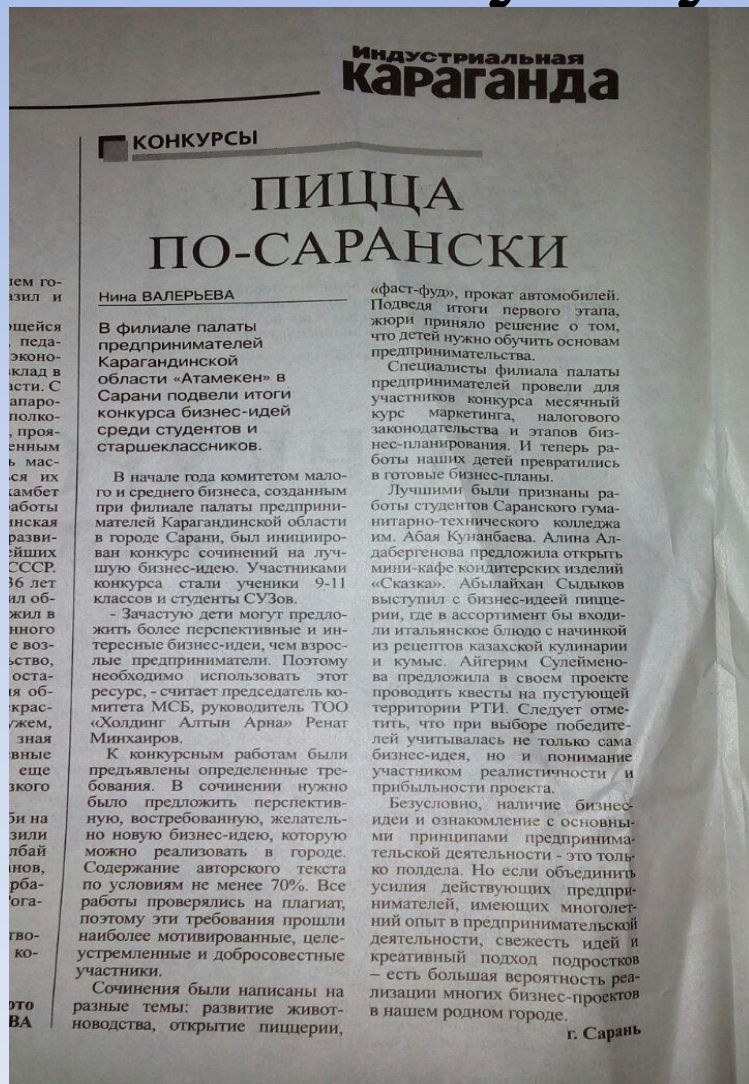 Индустриальная
Караганда
КОНКУРСЫ
ПИЦЦА
ПО-САРАНСКИ
Нина ВАЛЕРЬЕВА
В филиале палаты
предпринимателей
Карагандинской
области «Атамекен» в
Сарани подвели итоги
конкурса бизнес-идей
среди студентов и
старшеклассников.
В начале года комитетом мало-
го и среднего бизнеса, созданным
при филиале палаты предприни-
мателей Карагандинской области
в городе Сарани, был иницииро-
ван конкурс сочинений на луч-
шую бизнес-идею. Участниками
конкурса стали ученики 9-11
классов и студенты СУЗов.
- Зачастую дети могут предло-
жить более перспективные и ин-
тересные бизнес-идеи, чем взрос-
лые предприниматели. Поэтому
необходимо использовать этот
ресурс, - считает председатель ко-
митета МСБ, руководитель ТОО
«Холдинг Алтын Арна» Ренат
Минхаиров.
К конкурсным работам были
предъявлены определенные тре-
бования. В сочинении нужно
было предложить перспектив-
ную, востребованную, желатель-
но новую бизнес-идею, которую
можно реализовать в городе.
Содержание авторского текста
по условиям не менее 70%. Все
работы проверялись на плагиат,
поэтому эти требования прошли
наиболее мотивированные, целе-
устремленные и добросовестные
участники.
Сочинения были написаны на
разные темы: развитие живот-
новодства, открытие пиццерии,
«фаст-фуд», прокат автомобилей.
Подведя итоги первого этапа,
жюри приняло решение о том,
что детей нужно обучить основам
предпринимательства.
Специалисты филиала палаты
предпринимателей провели для
участников конкурса месячный
курс маркетинга, налогового
законодательства и этапов биз-
нес-планирования. И теперь ра-
боты наших детей превратились
в готовые бизнес-планы.
Лучшими были признаны ра-
боты студентов Саранского гума-
нитарно-технического колледжа
им. Абая Кунанбаева. Алина Ал-
дабергенова предложила открыть
мини-кафе кондитерских изделий
«Сказка». Абылайхан Сыдыков
выступил с бизнес-идеей пицце-
рии, где в ассортимент бы входи-
ли итальянское блюдо с начинкой
из рецептов казахской кулинарии
и кумыс. Айгерим Сулеймено-
ва предложила в своем проекте
проводить квесты на пустующей
территории РТИ. Следует отме-
тить, что при выборе победите-
лей учитывалась не только сама
бизнес-идея, но и понимание
участником реалистичности и
прибыльности проекта.
Безусловно, наличие бизнес-
идеи и ознакомление с основны-
ми принципами предпринима-
тельской деятельности - это толь-
ко полдела. Но если объединить
усилия действующих предпри-
нимателей, имеющих многолет-
ний опыт в предпринимательской
деятельности, свежесть идей и
креативный подход подростков
– есть большая вероятность реа-
лизации многих бизнес-проектов
в нашем родном городе.
г. Сарань